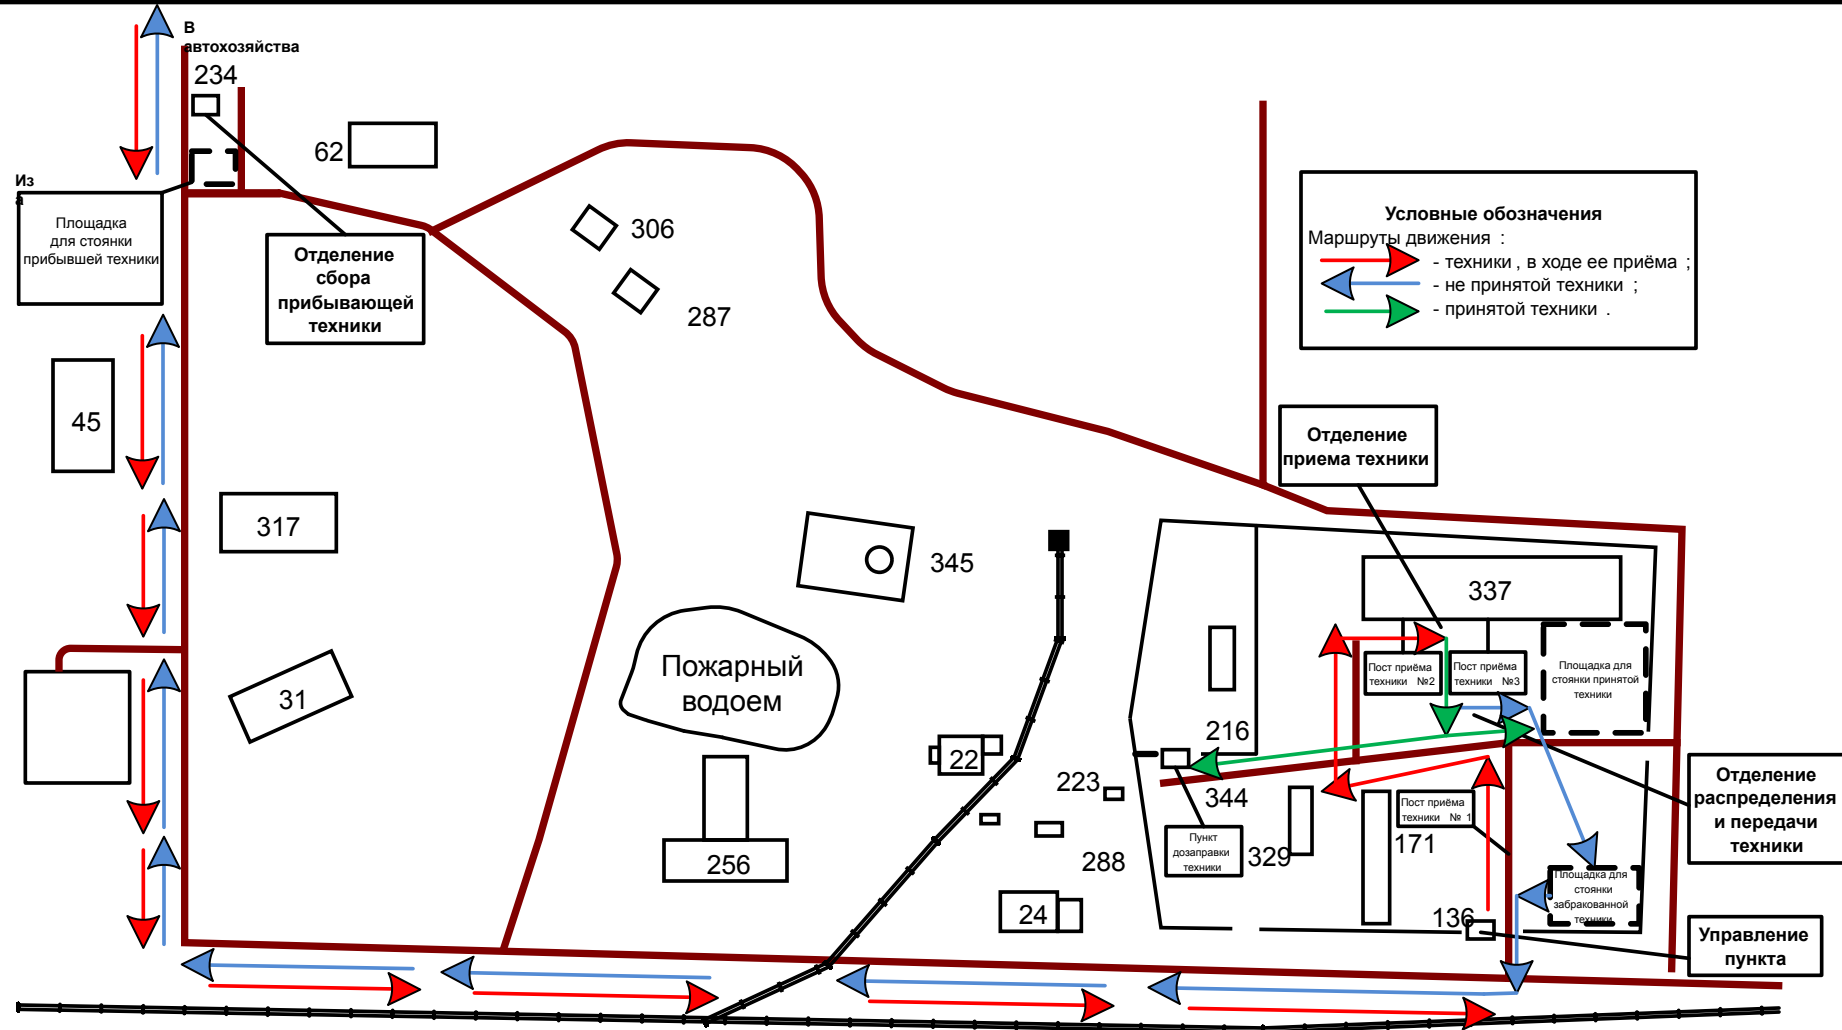 В
автохозяйства
234
62
Из
а
Площадка
для стоянки
прибывшей техники
Отделение
сбора
прибывающей
техники
306
287
Условные обозначения
Маршруты движения :
- техники , в ходе ее приёма ;
- не принятой техники ;
- принятой техники .
45
317
31
345
Пожарный
водоем
256
22
223
288
24
Отделение
приема техники
337
Пост приёма
техники №2
Пост приёма
техники №3
Площадка для
стоянки принятой
техники
216
344
Пункт
дозаправки
техники
329
171
Пост приёма
техники № 1
136
Площадка для
стоянки
забракованной
техники
Отделение
распределения
и передачи
техники
Управление
пункта